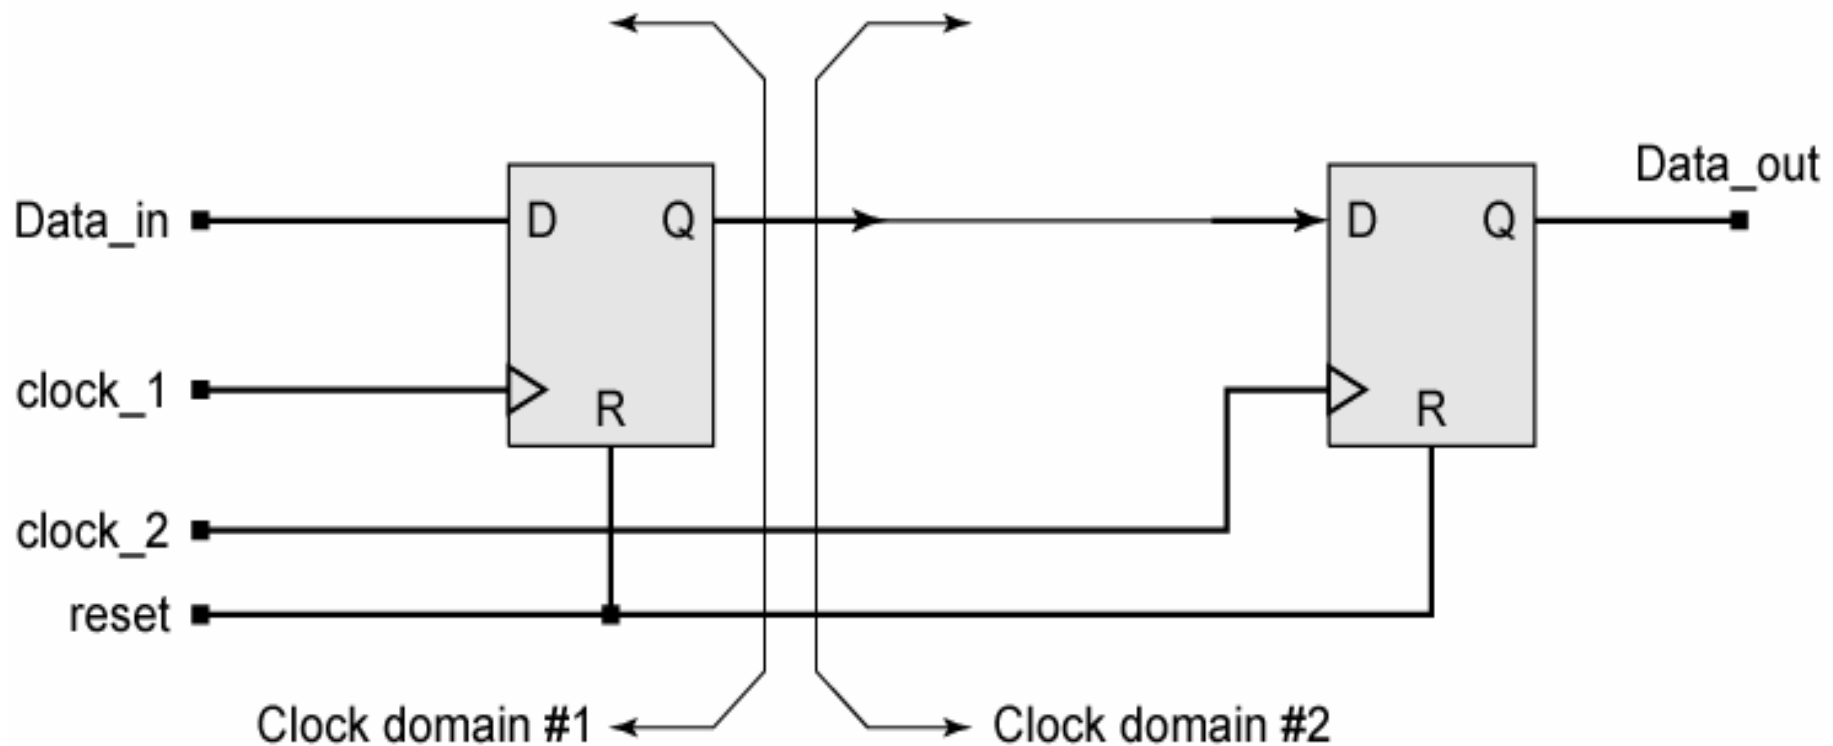 Data_out
Data_in
D
Q
D
Q
clock_1
R
R
clock_2
reset
Clock domain #1
Clock domain #2